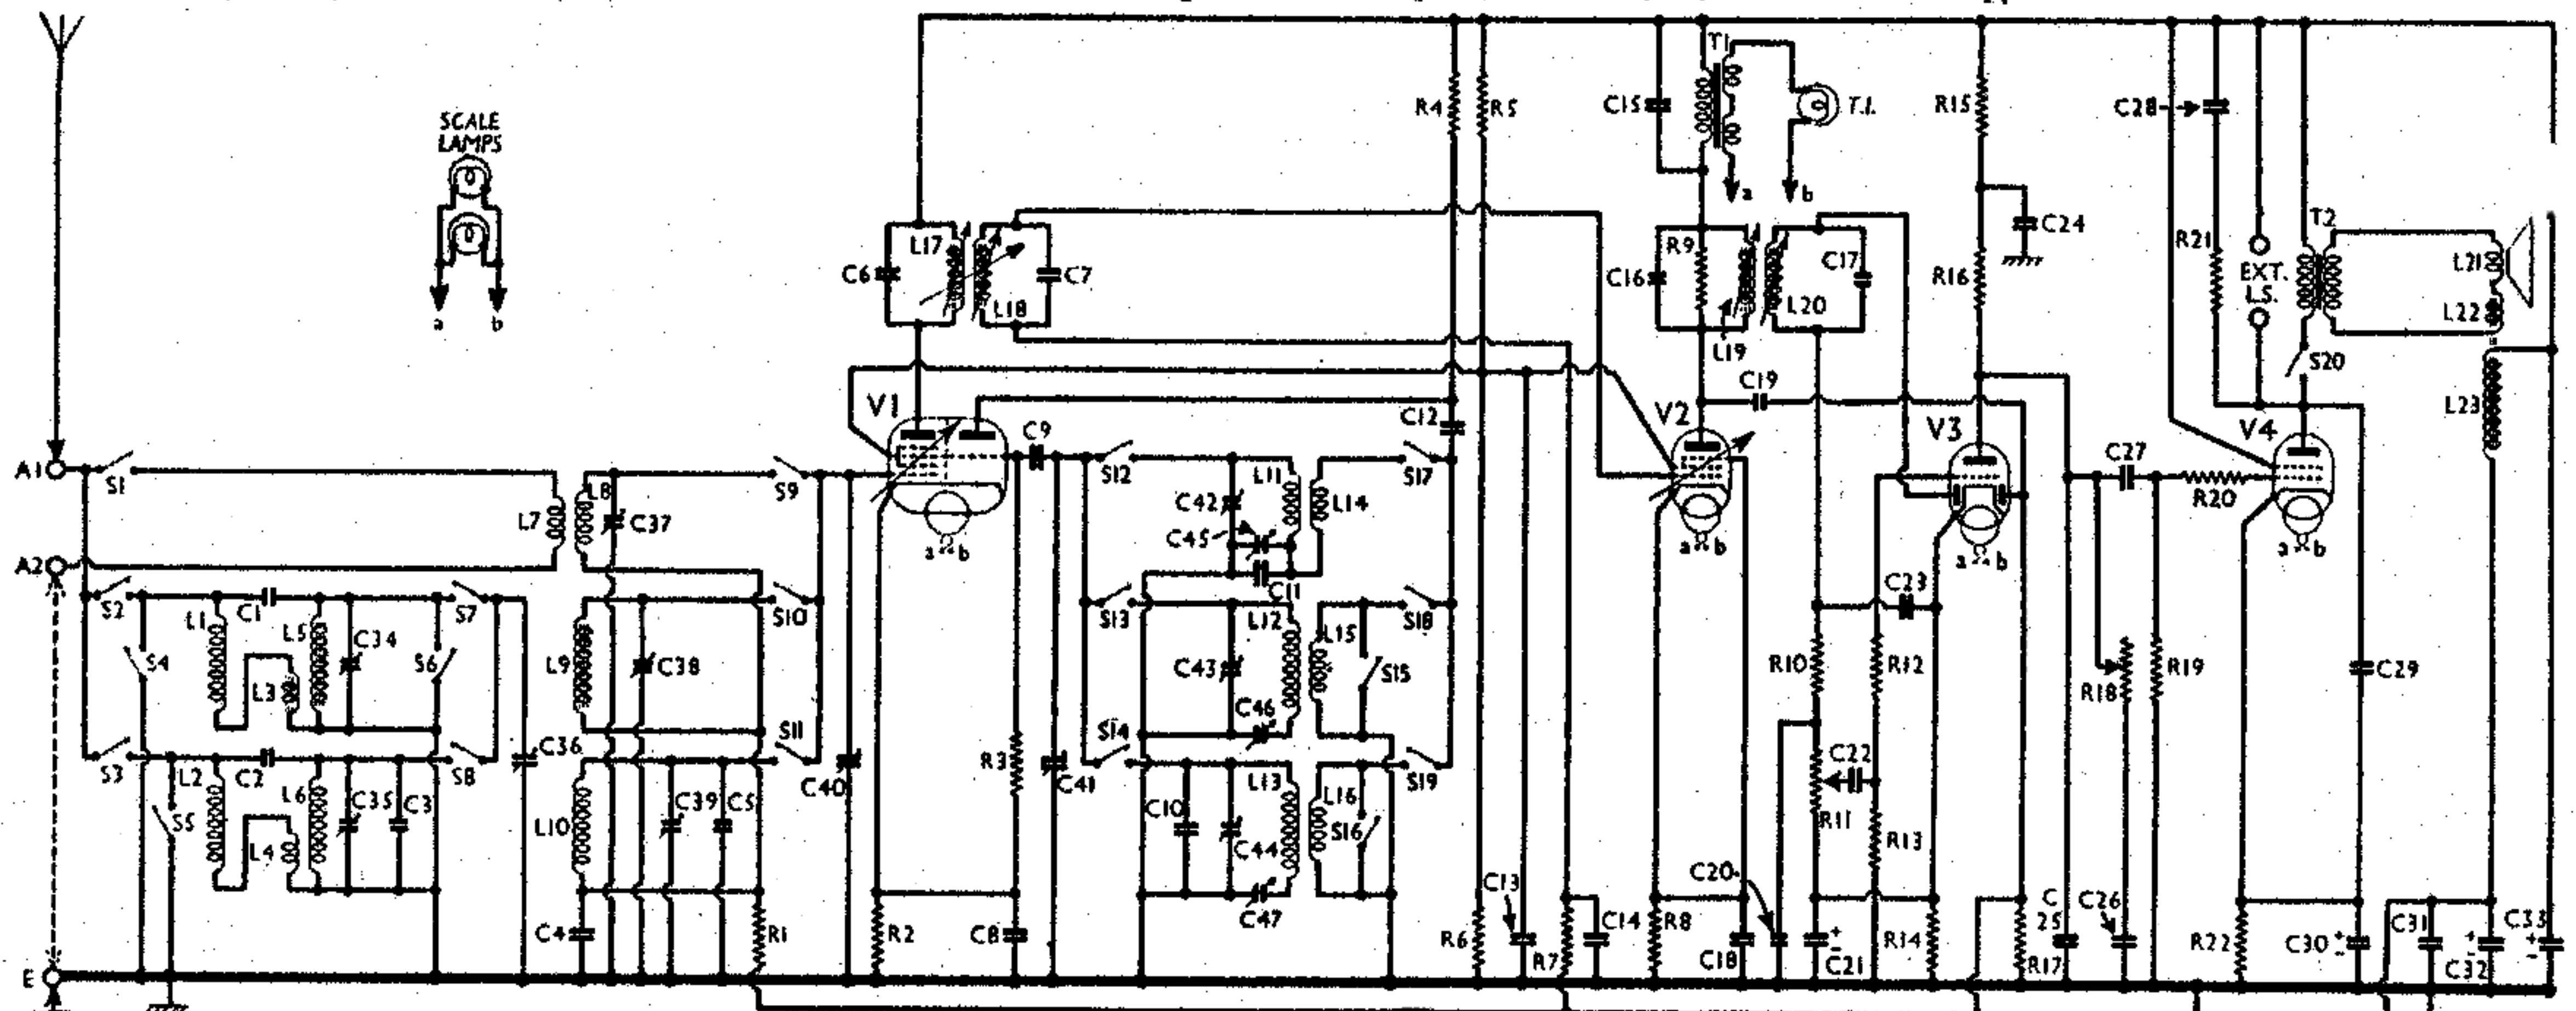 T1
SCALE
LAMPS
C15
T.I.
R4
R5
R15
C28
a
b
C24
T2
L17
C6
C7
L18
R9
C16
C17
L20
L19
R16
R21
EXT.
L.S.
L21
L22
S20
a
b
V1
C9
C12
V2
C19
V3
V4
L23
A1
S1
L7
L8
C37
S9
S12
C42
L11
L14
S17
C27
R20
C45
a
b
a
b
a
b
a
b
A2
C11
S2
C1
S7
S10
S13
L12
L15
S18
C23
L1
L5
C34
S4
L3
S6
L9
C38
C43
S15
R10
R12
R18
R19
C29
C46
S11
S14
S3
L2
C2
S8
C36
R3
C41
C40
S19
C22
L6
C35
C3
C39
C5
C10
L13
L16
S5
L4
L10
C44
S16
R11
R13
C47
C13
C20
C4
R1
R2
C8
R6
R7
C14
R8
C18
+
-
C21
R14
R17
C
25
C26
R22
C30
+
-
C31
+
-
C32
C33
+
-
E